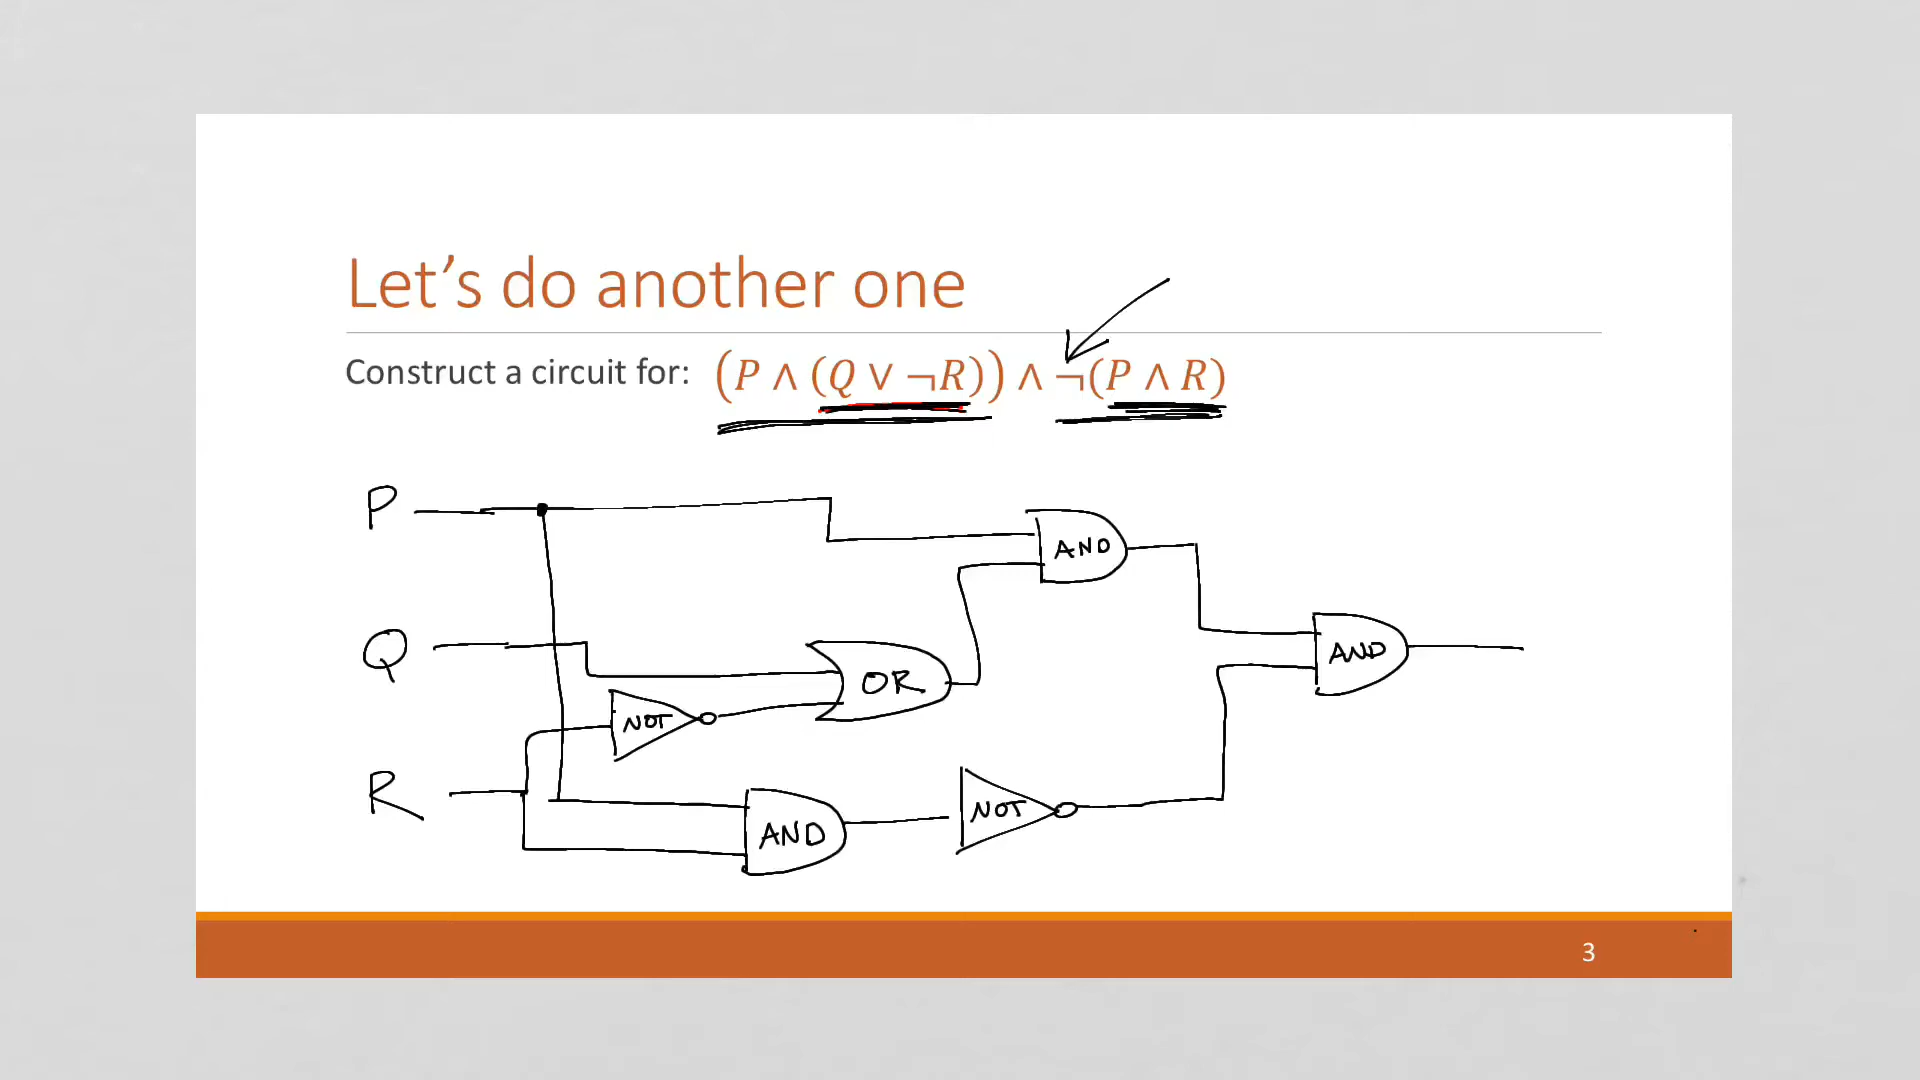 Let's do another one
Construct a circuit for: (P ∧ (Q ∨ ¬R)) ∧ ¬(P ∧ R)
P
AND
Q
AND
OR
NOT
R
NOT
AND
3